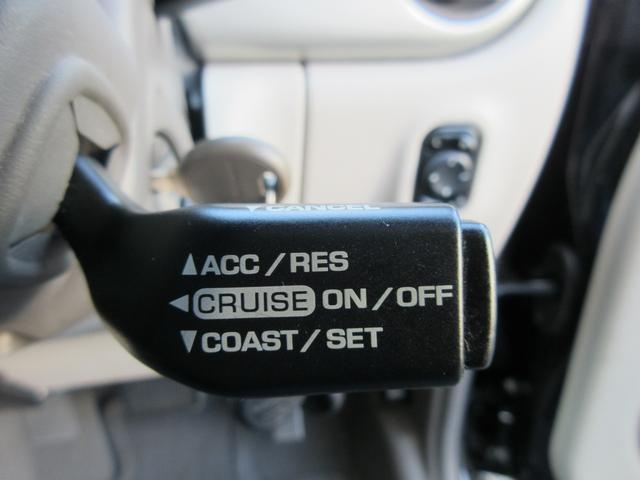 ▼CANCEL
▲ACC / RES
◀CRUISE ON / OFF
▼COAST / SET